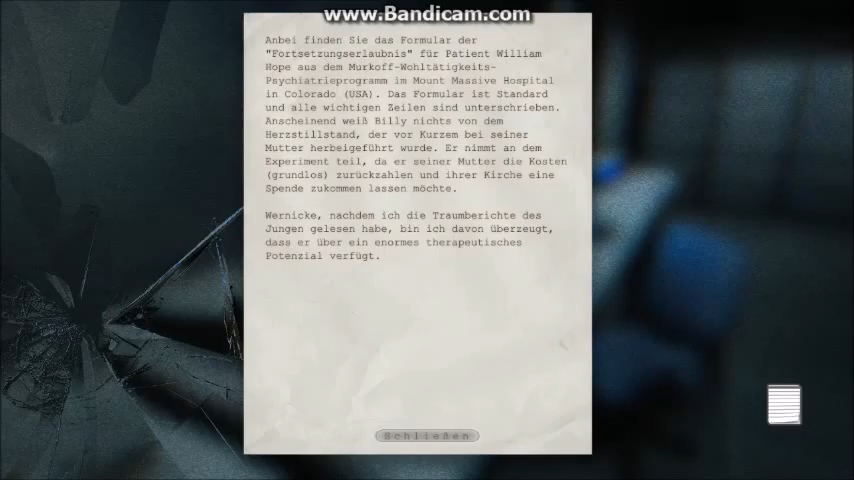 www.Bandicam.com
Anbei finden Sie das Formular der
"Fortsetzungserlaubnis" für Patient William
Hope aus dem Murkoff-Wohltätigkeits-
Psychiatrieprogramm im Mount Massive Hospital
in Colorado (USA). Das Formular ist Standard
und alle wichtigen Zeilen sind unterschrieben.
Anscheinend weiß Billy nichts von dem
Herzstillstand, der vor Kurzem bei seiner
Mutter herbeigeführt wurde. Er nimmt an dem
Experiment teil, da er seiner Mutter die Kosten
(grundlos) zurückzahlen und ihrer Kirche eine
Spende zukommen lassen möchte.
Wernicke, nachdem ich die Traumberichte des
Jungen gelesen habe, bin ich davon überzeugt,
dass er über ein enormes therapeutisches
Potenzial verfügt.
Schließen